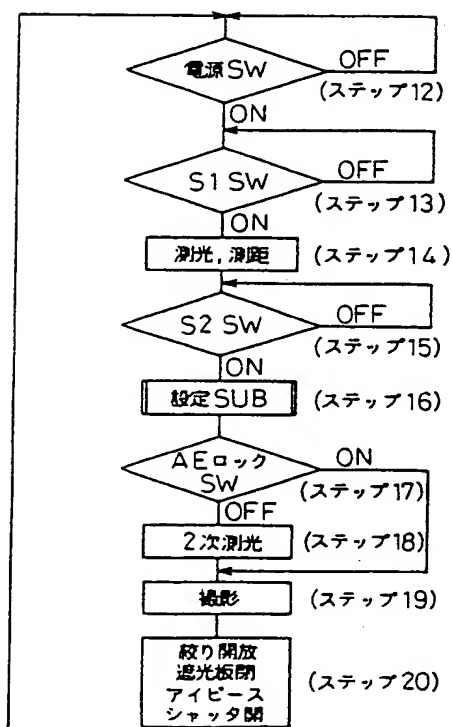 電源SW
OFF
(ステップ12)
ON
S1 SW
OFF
(ステップ13)
ON
測光,測距
(ステップ14)
S2 SW
OFF
(ステップ15)
ON
設定SUB
(ステップ16)
AEロック
SW
ON
(ステップ17)
OFF
2次測光
(ステップ18)
撮影
(ステップ19)
絞り開放
遮光板閉
アイピース
シャッタ開
(ステップ20)